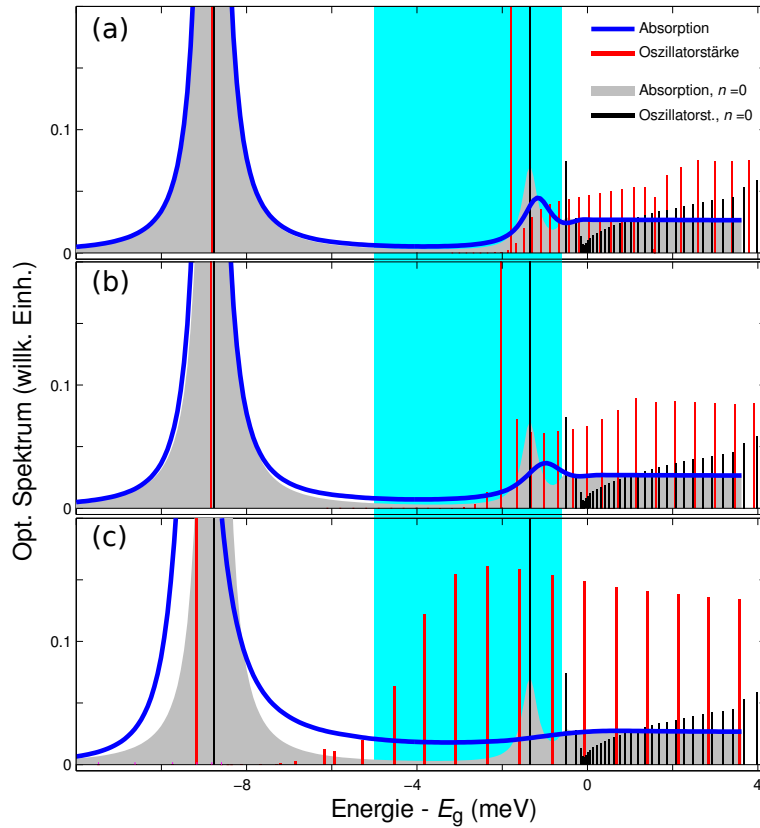 (a)
Absorption
Oszillatorstärke
Absorption, n =0
Oszillatorst., n =0
0.1
0
(b)
0.1
0
(c)
0.1
0
−8
−4
0
4
Opt. Spektrum (willk. Einh.)
Energie - Eg (meV)